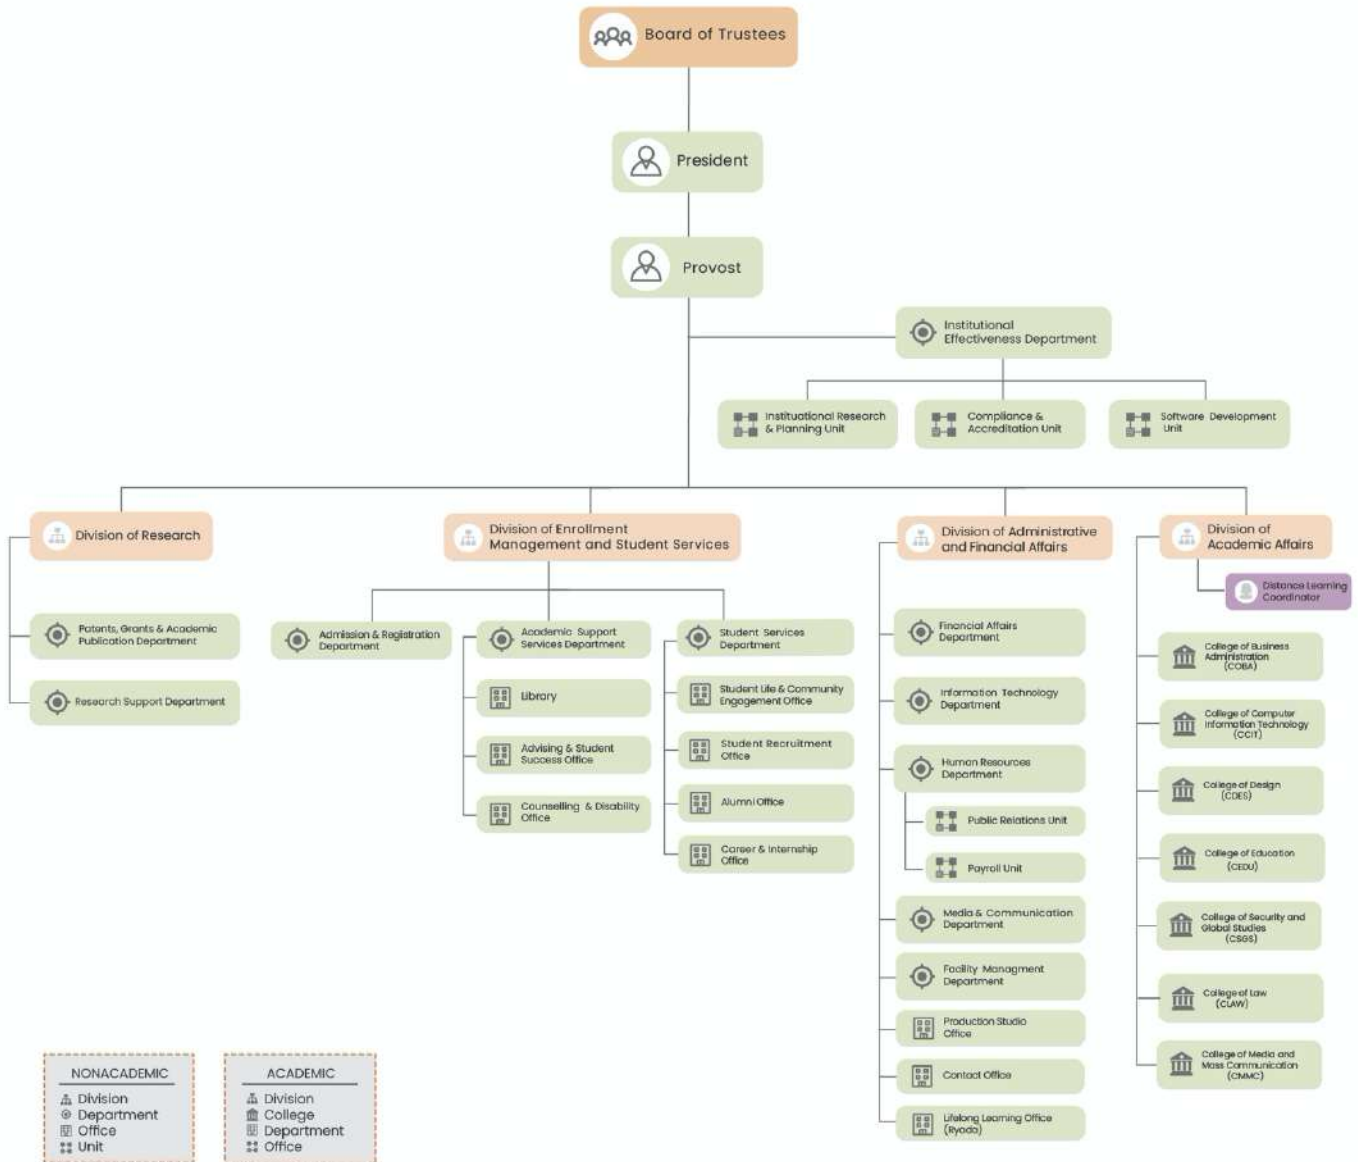 Board of Trustees
President
Provost
Institutional
Effectiveness Department
Instituational Research
& Planning Unit
Compliance &
Accreditation Unit
Software Development
Unit
Division of Research
Patents, Grants & Academic
Publication Department
Research Support Department
Division of Enrollment
Management and Student Services
Admission & Registration
Department
Academic Support
Services Department
Library
Advising & Student
Success Office
Counselling & Disability
Office
Student Services
Department
Student Life & Community
Engagement Office
Student Recruitment
Office
Alumni Office
Career & Internship
Office
Division of Administrative
and Financial Affairs
Financial Affairs
Department
Information Technology
Department
Human Resources
Department
Public Relations Unit
Payroll Unit
Media & Communication
Department
Facility Managment
Department
Production Studio
Office
Contact Office
Lifelong Learning Office
(Ryada)
Division of
Academic Affairs
Distance Learning
Coordinator
College of Business
Administration
(COBA)
College of Computer
Information Technology
(CCIT)
College of Design
(CDES)
College of Education
(CEDU)
College of Security and
Global Studies
(CSGS)
College of Law
(CLAW)
College of Media and
Mass Communication
(CMMC)
NONACADEMIC
Division
Department
Office
Unit
ACADEMIC
Division
College
Department
Office